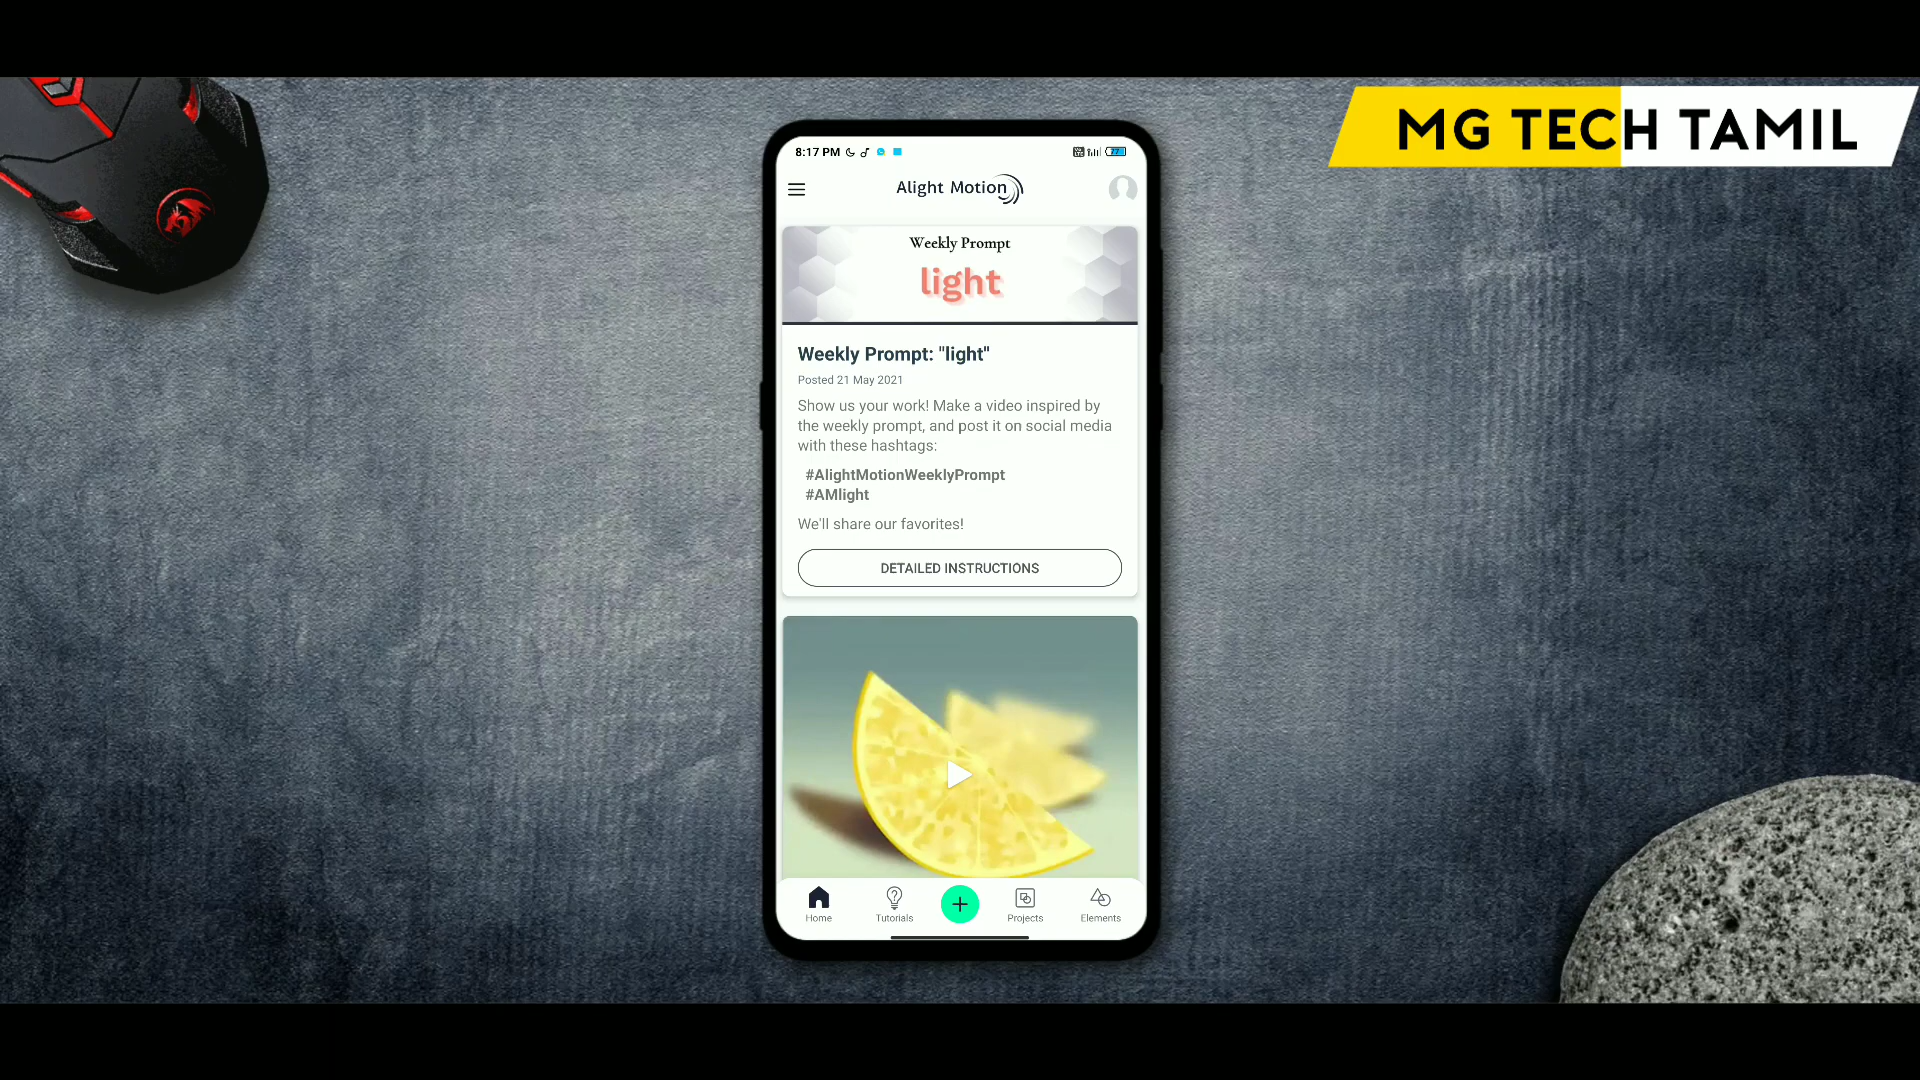 MG TECH TAMIL
8:17 PM
77
Alight Motion
Weekly Prompt
light
Weekly Prompt: "light"
Posted 21 May 2021
Show us your work! Make a video inspired by
the weekly prompt, and post it on social media
with these hashtags:
#AlightMotionWeeklyPrompt
#AMlight
We'll share our favorites!
DETAILED INSTRUCTIONS
Home
Tutorials
Projects
Elements